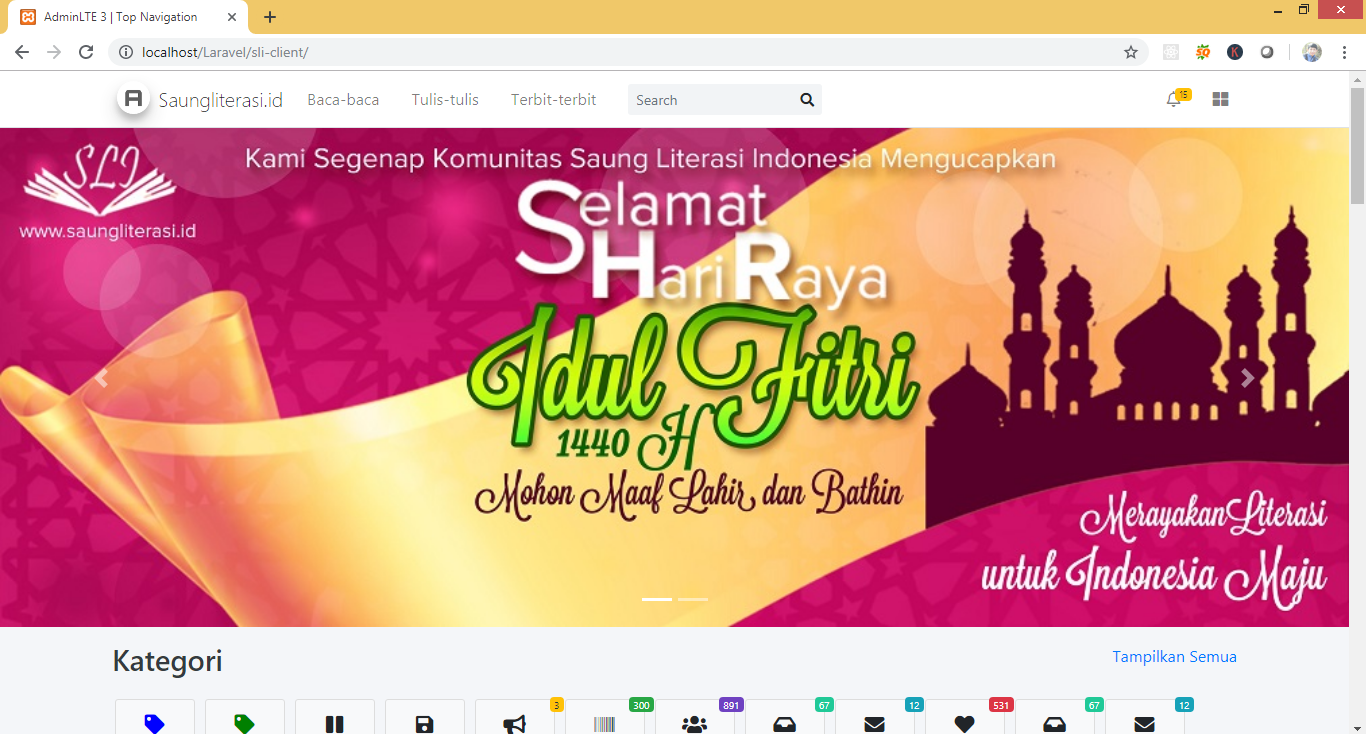 AdminLTE 3 | Top Navigation
localhost/Laravel/sli-client/
Saungliterasi.id Baca-baca Tulis-tulis Terbit-terbit Search 15
SLI
www.saungliterasi.id
Kami Segenap Komunitas Saung Literasi Indonesia Mengucapkan
Selamat
Hari Raya
Idul Fitri
1440 H
Mohon Maaf Lahir dan Bathin
Merayakan Literasi
untuk Indonesia Maju
Kategori Tampilkan Semua
3 300 891 67 12 531 67 12